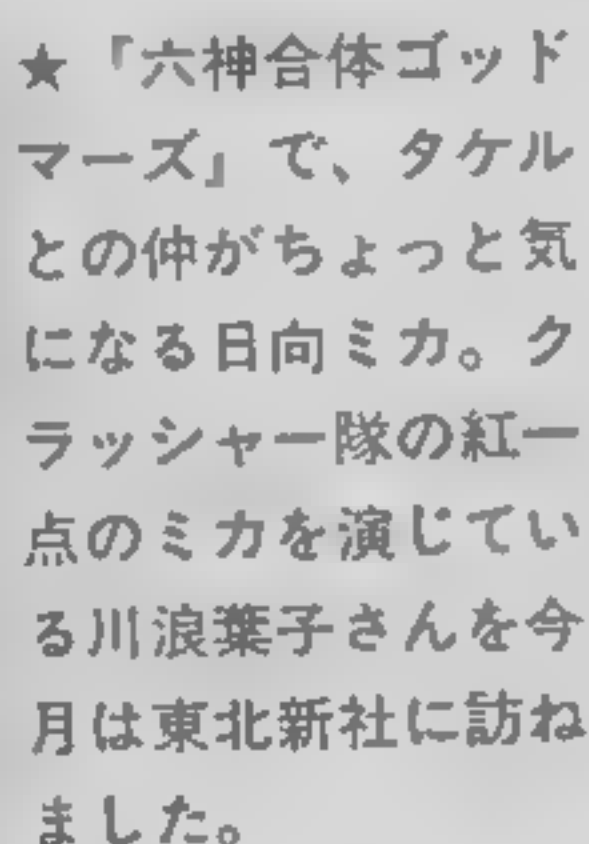 ★『六神合体ゴッド
マーズ』で、タケル
との仲がちょっと気
になる日向ミカ。ク
ラッシャー隊の紅一
点のミカを演じてい
る川浪葉子さんを今
月は東北新社に訪ね
ました。